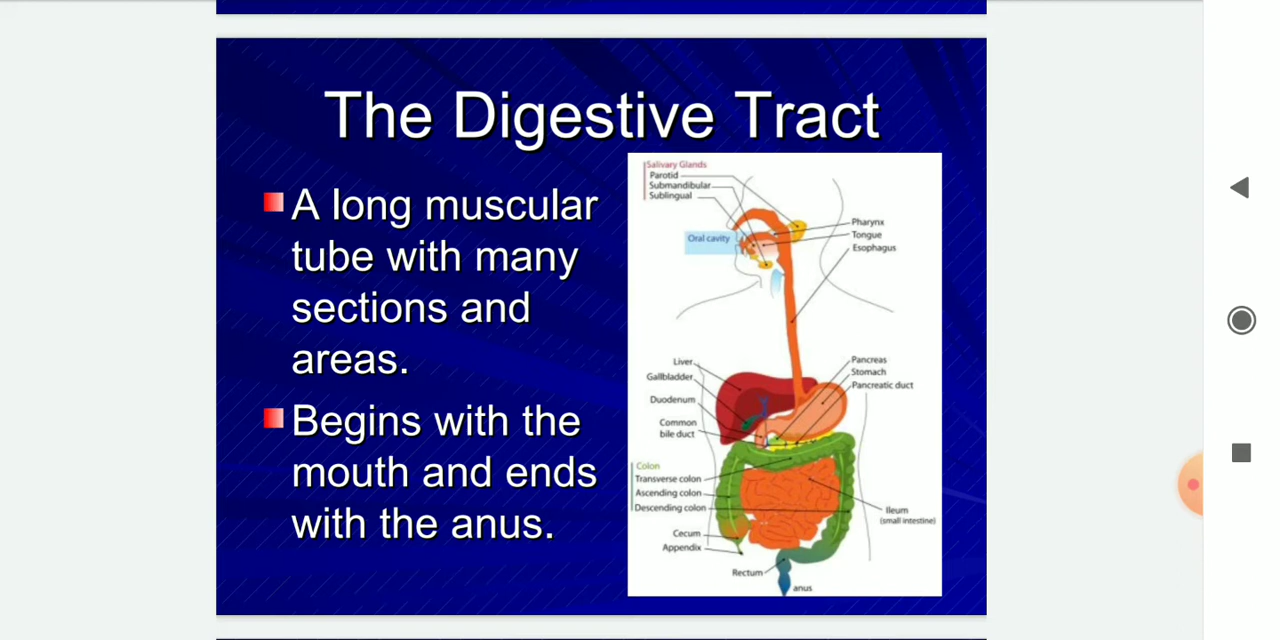 The Digestive Tract
A long muscular
tube with many
sections and
areas.
Begins with the
mouth and ends
with the anus.
Salivary Glands
Parotid
Submandibular
Sublingual
Oral cavity
Pharynx
Tongue
Esophagus
Liver
Gallbladder
Duodenum
Common
bile duct
Pancreas
Stomach
Pancreatic duct
Colon
Transverse colon
Ascending colon
Descending colon
Cecum
Appendix
Ileum
(small intestine)
Rectum
anus